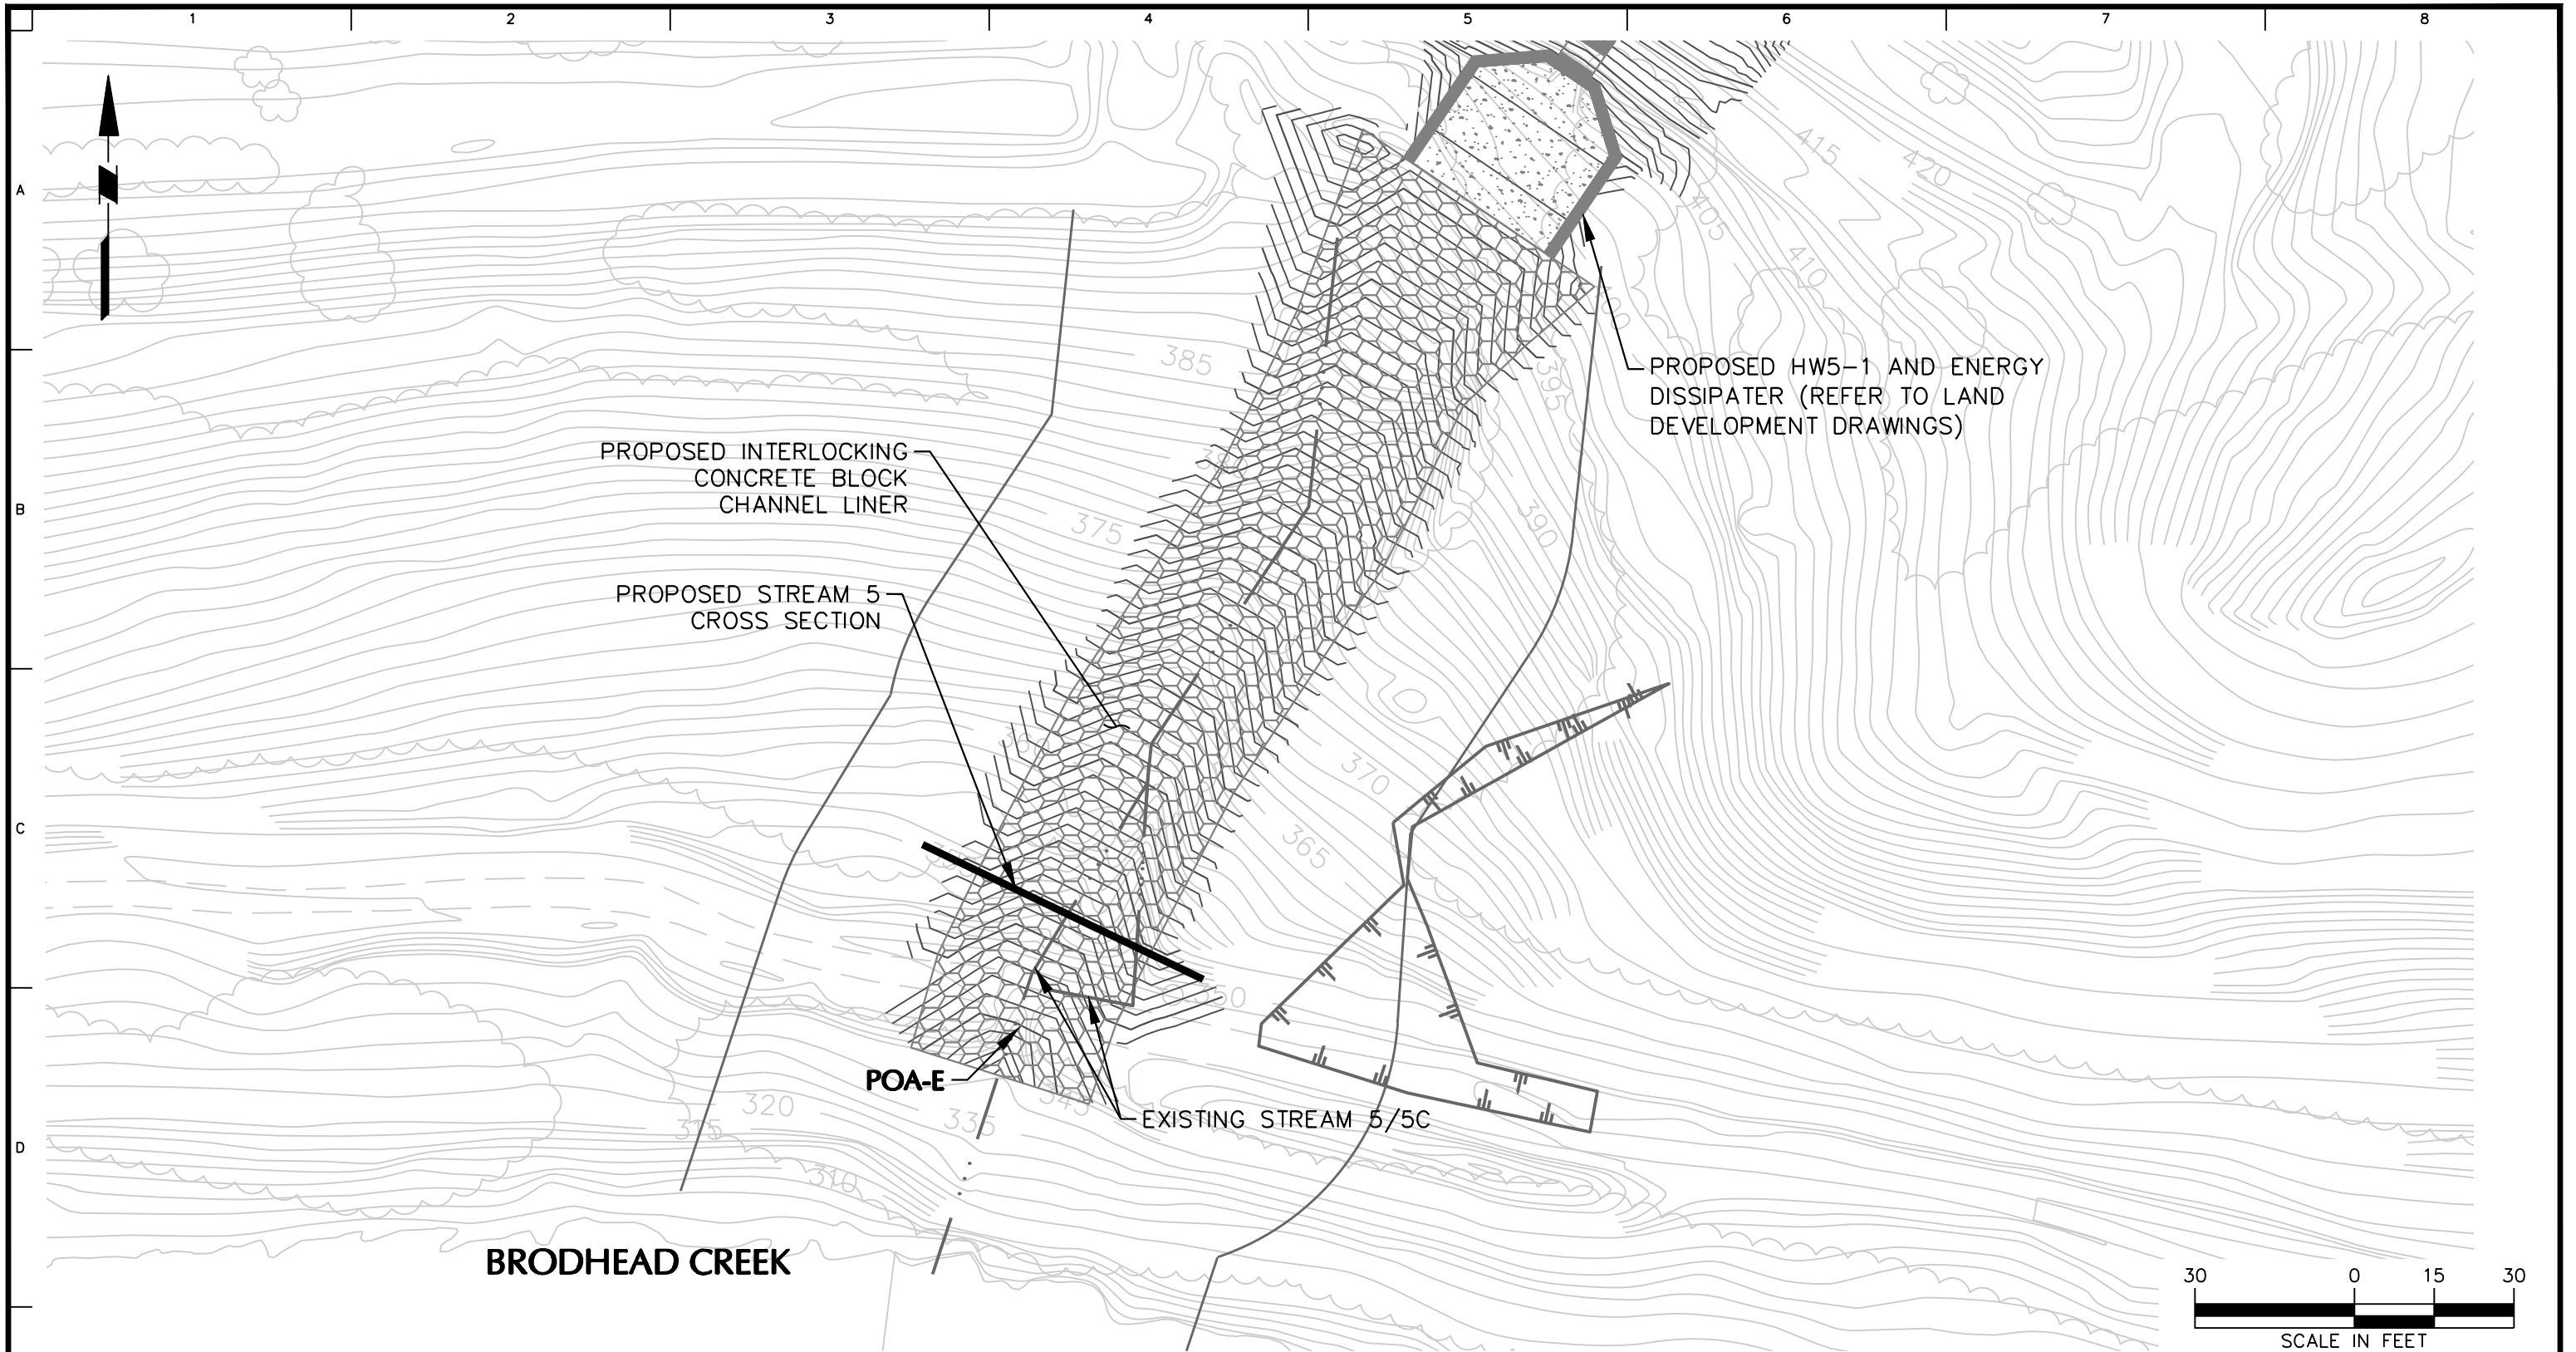 1 2 3 4 5 6 7 8
A
415
420
405
410
385
395
PROPOSED HW5-1 AND ENERGY
DISSIPATER (REFER TO LAND
DEVELOPMENT DRAWINGS)
PROPOSED INTERLOCKING
CONCRETE BLOCK
CHANNEL LINER
B
375
390
PROPOSED STREAM 5
CROSS SECTION
370
C
365
350
POA-E
320
315
335
345
EXISTING STREAM 5/5C
D
310
BRODHEAD CREEK
30 0 15 30
SCALE IN FEET